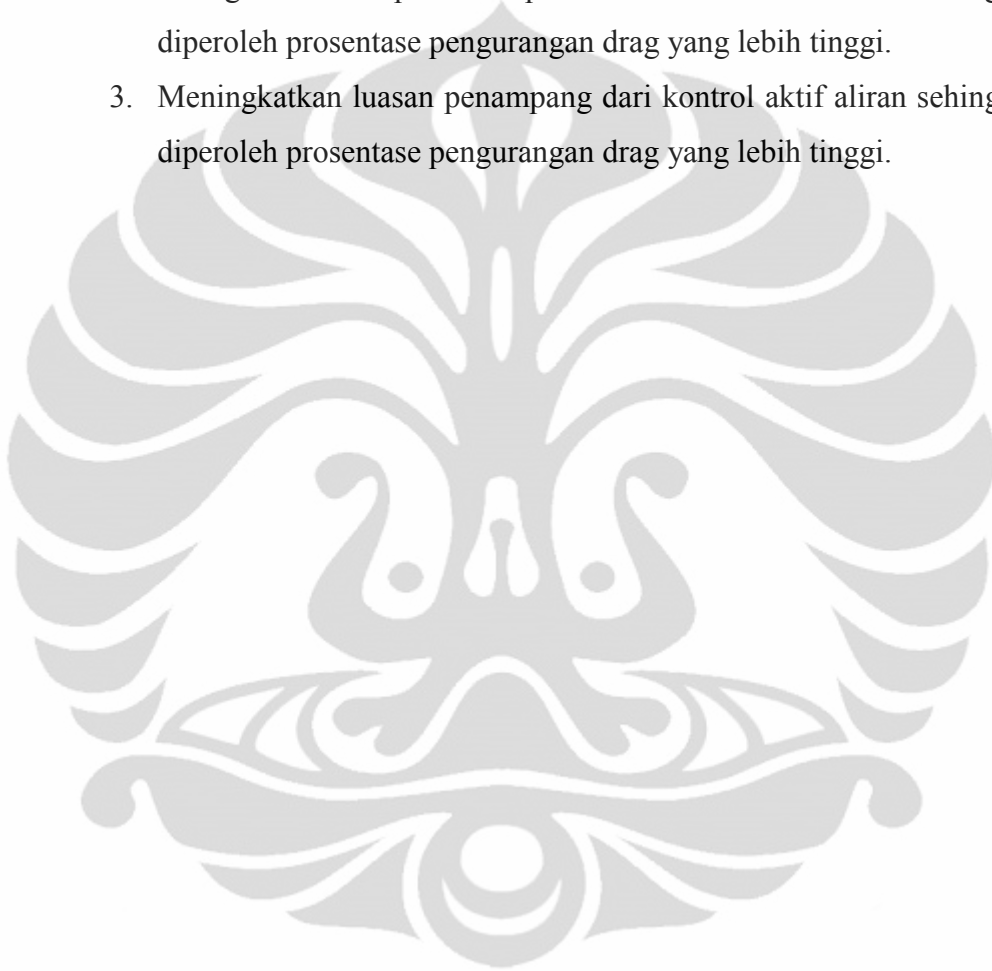 diperoleh prosentase pengurangan drag yang lebih tinggi.
3. Meningkatkan luasan penampang dari kontrol aktif aliran sehing
diperoleh prosentase pengurangan drag yang lebih tinggi.